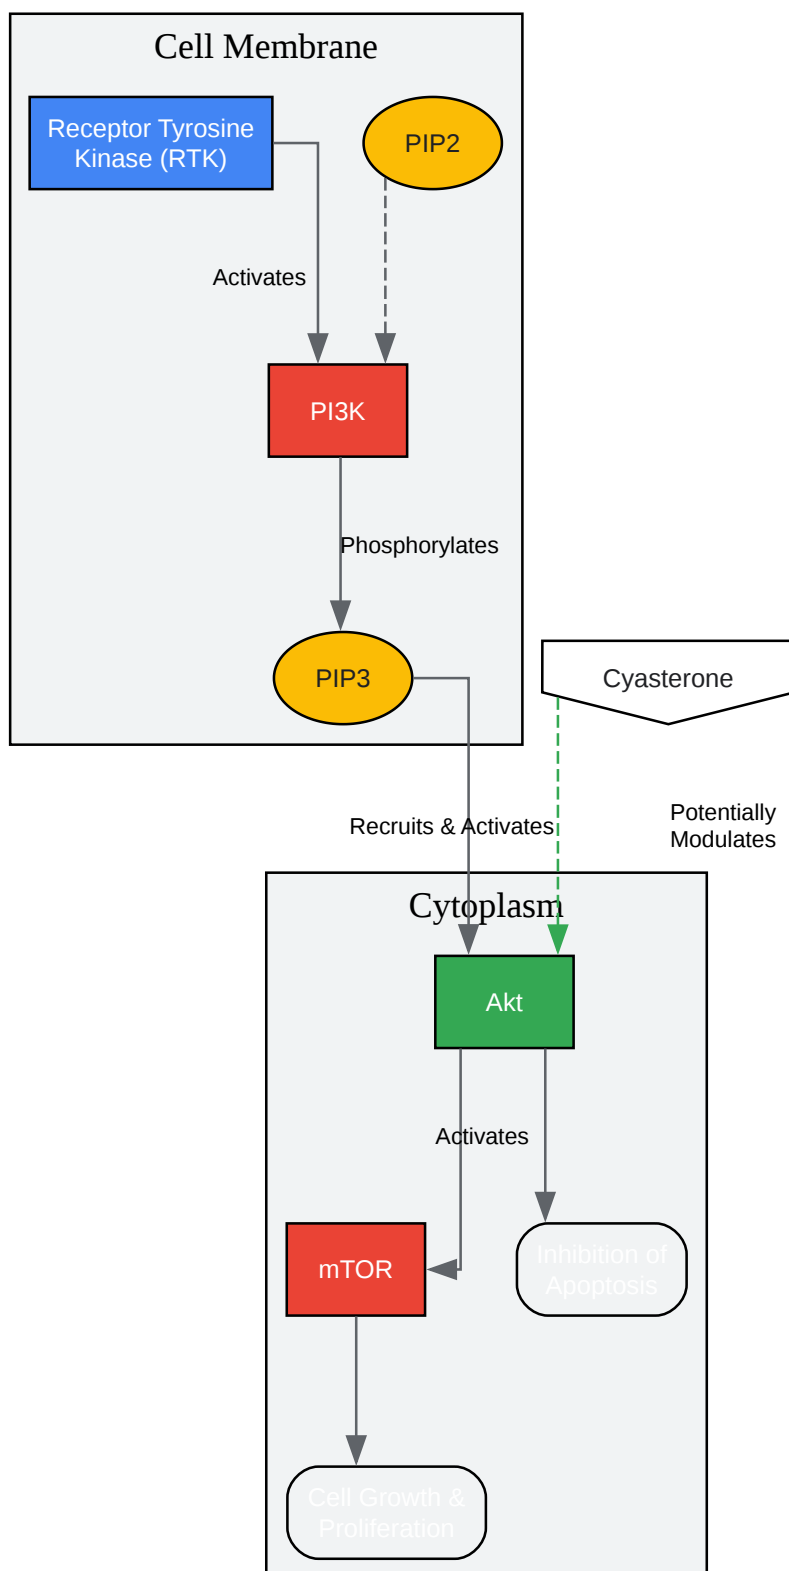 Cell Membrane
Receptor Tyrosine
Kinase (RTK)
PIP2
Activates
PI3K
Phosphorylates
PIP3
Cyasterone
Recruits & Activates
Potentially
Modulates
Cytoplasm
Akt
Activates
mTOR
Inhibition of
Apoptosis
Cell Growth &
Proliferation